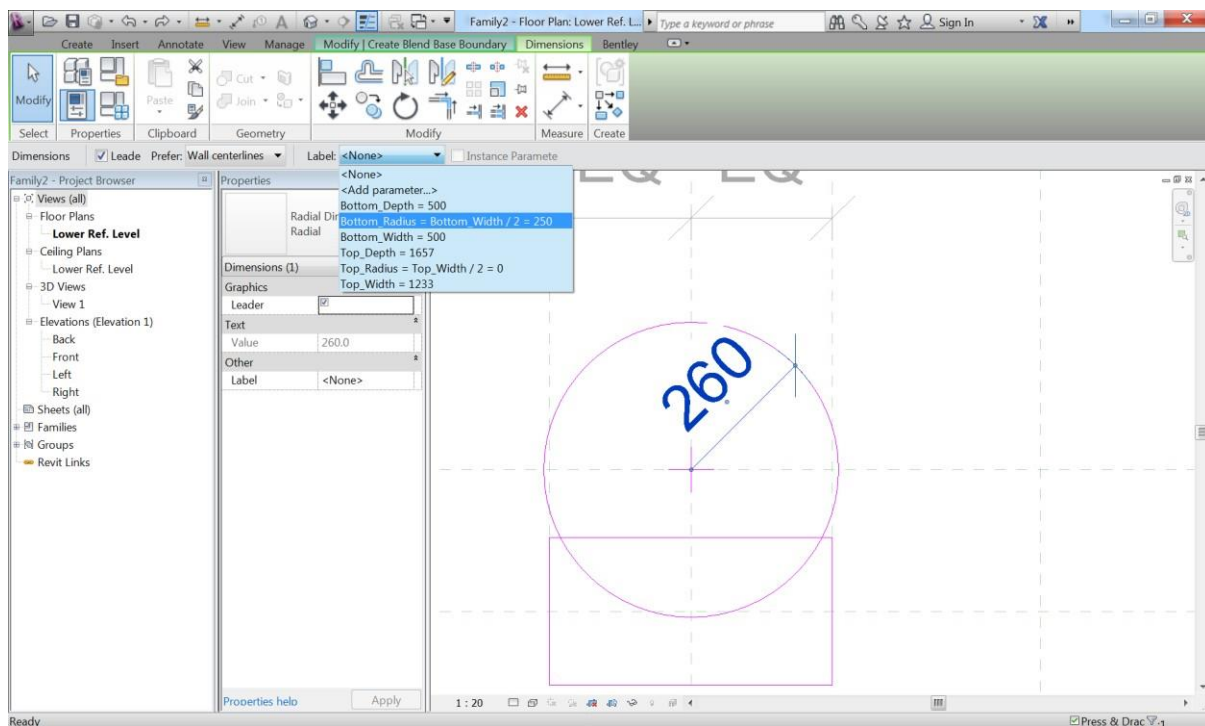 Family2 - Floor Plan: Lower Ref. L...
Type a keyword or phrase
Sign In
Create Insert Annotate View Manage Modify | Create Blend Base Boundary Dimensions Bentley
Modify
Paste
Cut
Join
Select Properties Clipboard Geometry Modify Measure Create
Dimensions Leade Prefer: Wall centerlines Label: <None> Instance Paramete
<None>
<Add parameter...>
Bottom_Depth = 500
Bottom_Radius = Bottom_Width / 2 = 250
Bottom_Width = 500
Top_Depth = 1657
Top_Radius = Top_Width / 2 = 0
Top_Width = 1233
Family2 - Project Browser
Views (all)
Floor Plans
Lower Ref. Level
Ceiling Plans
Lower Ref. Level
3D Views
View 1
Elevations (Elevation 1)
Back
Front
Left
Right
Sheets (all)
Families
Groups
Revit Links
Properties
Radial Dim
Radial
Dimensions (1)
Graphics
Leader
Text
Value 260.0
Other
Label <None>
Properties help Apply
EQ EQ
260
1 : 20
Ready
Press & Drac
:1